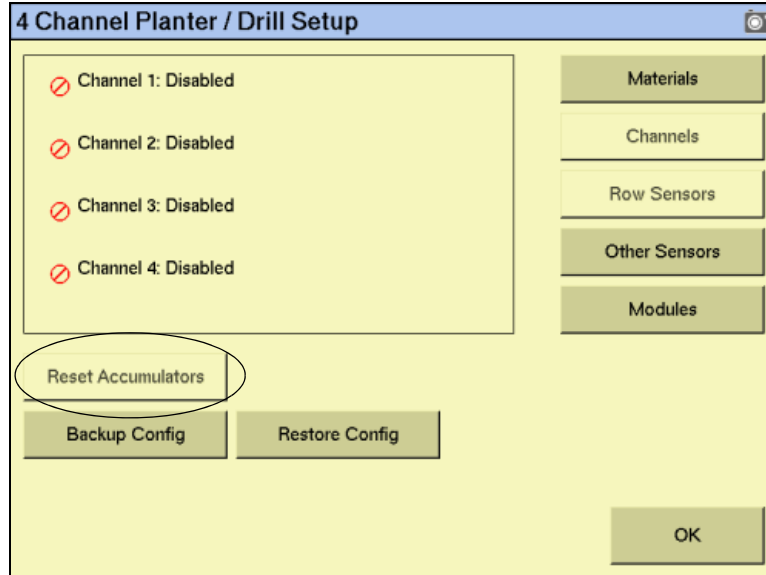 4 Channel Planter / Drill Setup
Channel 1: Disabled
Channel 2: Disabled
Channel 3: Disabled
Channel 4: Disabled
Materials
Channels
Row Sensors
Other Sensors
Modules
Reset Accumulators
Backup Config
Restore Config
OK